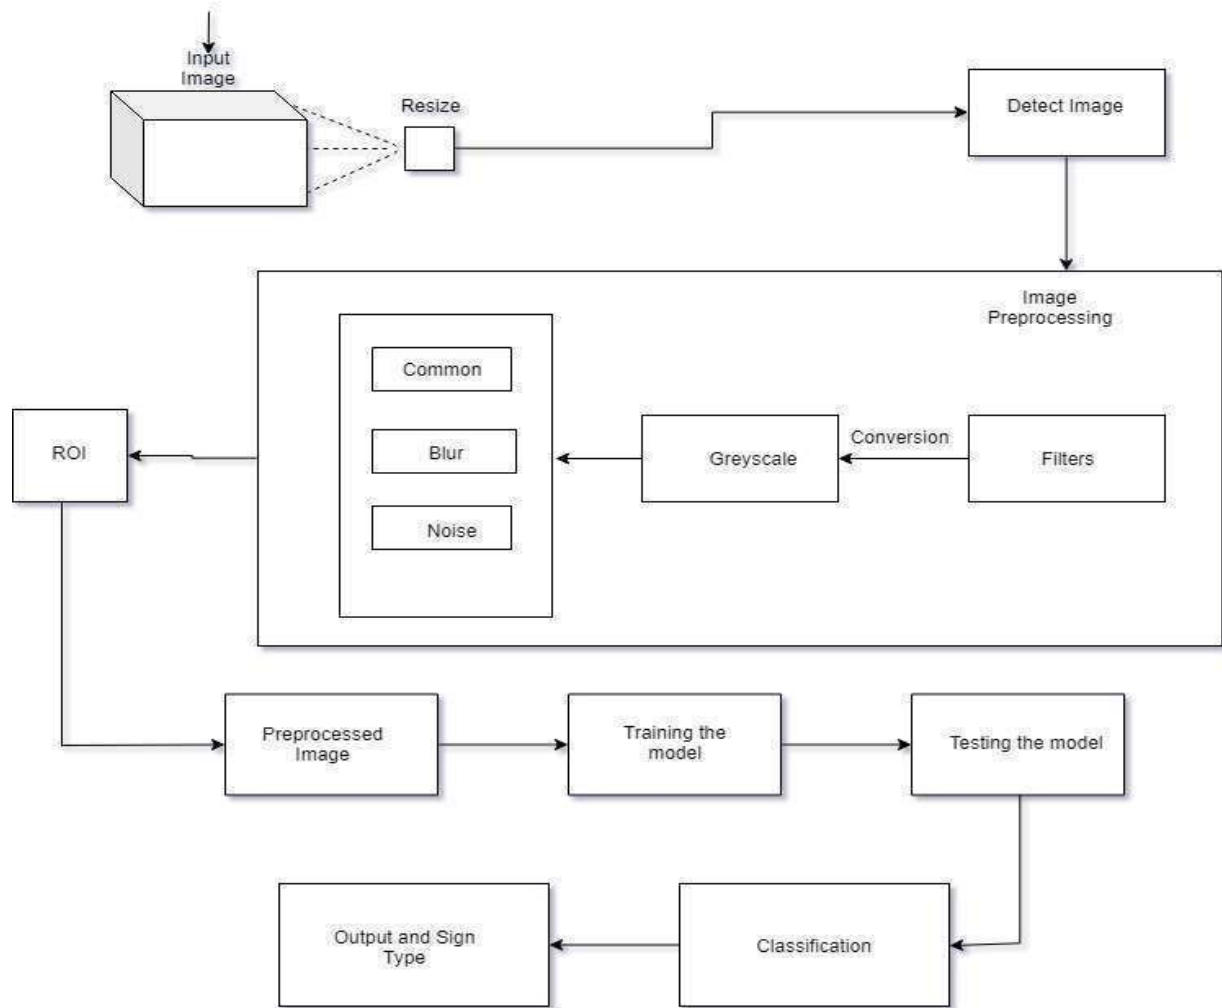 Input
Image
Resize
Detect Image
Image
Preprocessing
Common
Blur
Noise
Greyscale
Conversion
Filters
ROI
Preprocessed
Image
Training the
model
Testing the model
Output and Sign
Type
Classification